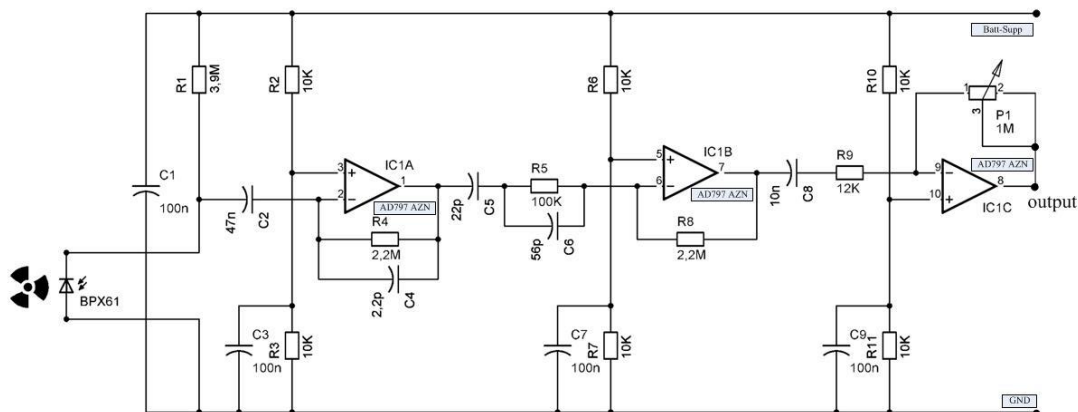 Batt-Supp
R1
3,9M
R2
10K
R6
10K
R10
10K
1
2
3
P1
1M
C1
100n
47n
C2
3
2
IC1A
1
AD797 AZN
R4
2,2M
2,2p
C4
22p
C5
R5
100K
56p
C6
5
6
IC1B
7
AD797 AZN
R8
2,2M
10n
C8
R9
12K
AD797 AZN
9
10
8
IC1C
output
BPX61
C3
100n
R3
10K
C7
100n
R7
10K
C9
100n
R11
10K
GND